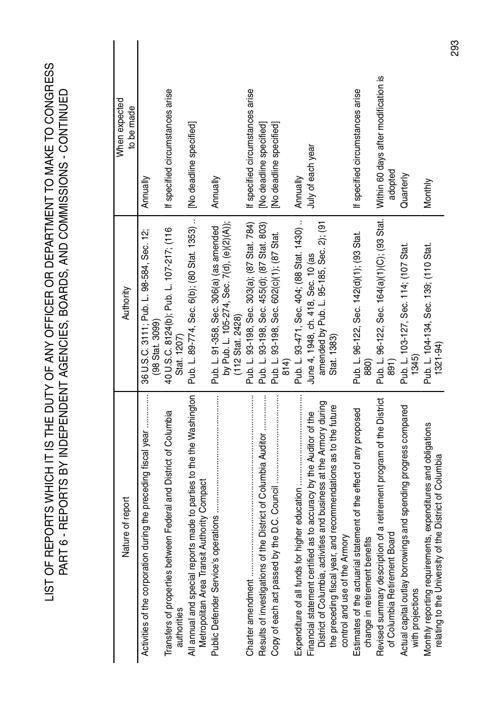 LIST OF REPORTS WHICH IT IS THE DUTY OF ANY OFFICER OR DEPARTMENT TO MAKE TO CONGRESS
PART 6 - REPORTS BY INDEPENDENT AGENCIES, BOARDS, AND COMMISSIONS - CONTINUED
Nature of report Authority When expected
to be made
Activities of the corporation during the preceding fiscal year ............ 36 U.S.C. 3111; Pub. L. 98-584, Sec. 12; Annually
(98 Stat. 3099)
Transfers of properties between Federal and District of Columbia 40 U.S.C. 8124(b); Pub. L. 107-217; (116 If specified circumstances arise
authorities Stat. 1207)
All annual and special reports made to parties to the the Washington Pub. L. 89-774, Sec. 6(b); (80 Stat. 1353) .. [No deadline specified]
Metropolitan Area Transit Authority Compact
Public Defender Service's operations ............ Pub. L. 91-358, Sec. 306(a) (as amended Annually
by Pub. L. 105-274, Sec. 7(d), (e)(2)(A));
(112 Stat. 2428)
Charter amendment ............ Pub. L. 93-198, Sec. 303(a); (87 Stat. 784) If specified circumstances arise
Results of investigations of the District of Columbia Auditor ............ Pub. L. 93-198, Sec. 455(d); (87 Stat. 803) [No deadline specified]
Copy of each act passed by the D.C. Council ............ Pub. L. 93-198, Sec. 602(c)(1); (87 Stat. [No deadline specified]
814)
Expenditure of all funds for higher education ............ Pub. L. 93-471, Sec. 404; (88 Stat. 1430) .. Annually
Financial statement certified as to accuracy by the Auditor of the June 4, 1948, ch. 418, Sec. 10 (as July of each year
District of Columbia, activities and business at the Armory during amended by Pub. L. 95-185, Sec. 2); (91
the preceding fiscal year, and recommendations as to the future Stat. 1383)
control and use of the Armory
Estimates of the actuarial statement of the effect of any proposed Pub. L. 96-122, Sec. 142(d)(1); (93 Stat. If specified circumstances arise
change in retirement benefits 880)
Revised summary description of a retirement program of the District Pub. L. 96-122, Sec. 164(a)(1)(C); (93 Stat. Within 60 days after modification is
of Columbia Retirement Board 891) adopted
Actual capital outlay borrowings and spending progress compared Pub. L. 103-127, Sec. 114; (107 Stat. Quarterly
with projections 1345)
Monthly reporting requirements, expenditures and obligations Pub. L. 104-134, Sec. 139; (110 Stat. Monthly
relating to the University of the District of Columbia 1321-94)
293